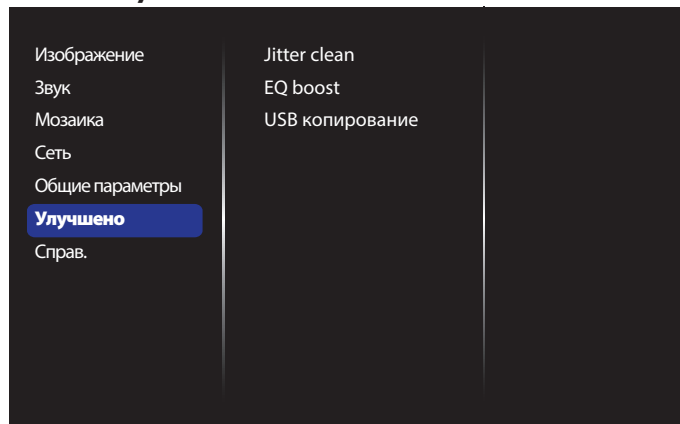 Изображение
Звук
Мозаика
Сеть
Общие параметры
Улучшено
Справ.
Jitter clean
EQ boost
USB копирование